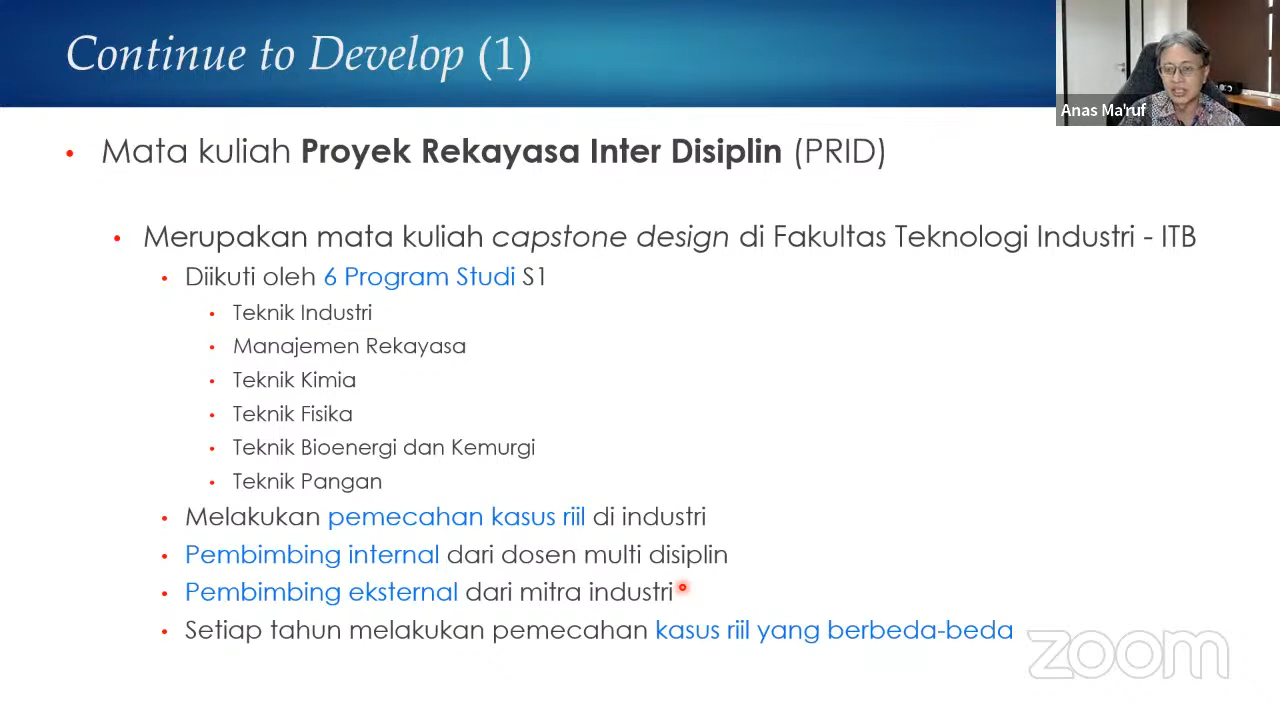 Continue to Develop (1)
Anas Ma'ruf
• Mata kuliah Proyek Rekayasa Inter Disiplin (PRID)
• Merupakan mata kuliah capstone design di Fakultas Teknologi Industri - ITB
• Diikuti oleh 6 Program Studi S1
• Teknik Industri
• Manajemen Rekayasa
• Teknik Kimia
• Teknik Fisika
• Teknik Bioenergi dan Kemurgi
• Teknik Pangan
• Melakukan pemecahan kasus riil di industri
• Pembimbing internal dari dosen multi disiplin
• Pembimbing eksternal dari mitra industri
• Setiap tahun melakukan pemecahan kasus riil yang berbeda-beda
zoom